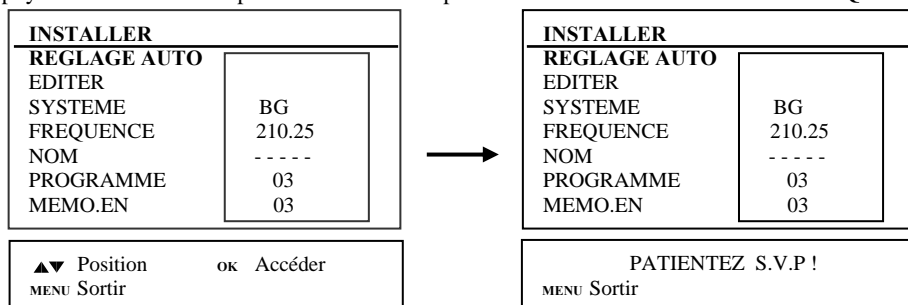 INSTALLER
REGLAGE AUTO
EDITER
SYSTEME BG
FREQUENCE 210.25
NOM - - - - -
PROGRAMME 03
MEMO.EN 03
▲▼ Position OK Accéder
MENU Sortir
INSTALLER
REGLAGE AUTO
EDITER
SYSTEME BG
FREQUENCE 210.25
NOM - - - - -
PROGRAMME 03
MEMO.EN 03
PATIENTEZ S.V.P !
MENU Sortir